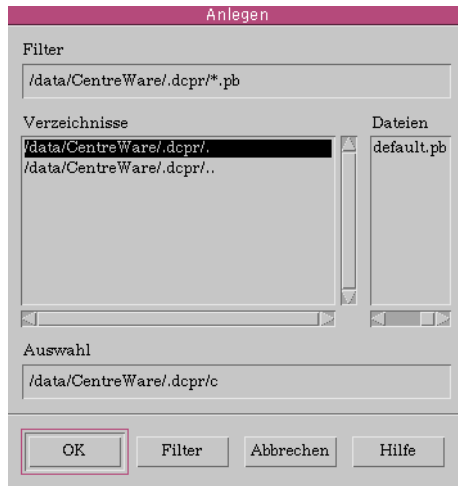 Anlegen
Filter
/data/CentreWare/.dcpr/*.pb
Verzeichnisse
Dateien
/data/CentreWare/.dcpr/.
default.pb
/data/CentreWare/.dcpr/..
Auswahl
/data/CentreWare/.dcpr/c
OK Filter Abbrechen Hilfe